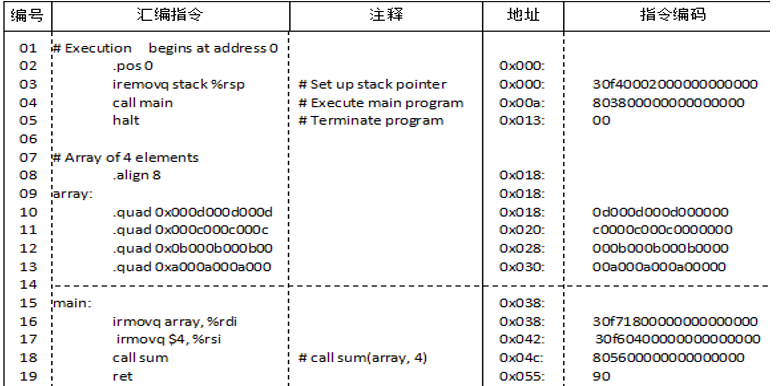 编号 汇编指令 注释 地址 指令编码
01 # Execution begins at address 0
02 .pos 0 0x000:
03 iremovq stack %rsp # Set up stack pointer 0x000: 30f40002000000000000
04 call main # Execute main program 0x00a: 803800000000000000
05 halt # Terminate program 0x013: 00
06
07 # Array of 4 elements
08 .align 8 0x018:
09 array: 0x018:
10 .quad 0x000d000d000d 0x018: 0d000d000d000000
11 .quad 0x000c000c000c 0x020: c0000c000c0000000
12 .quad 0x0b000b000b00 0x028: 000b000b000b0000
13 .quad 0xa000a000a000 0x030: 00a000a000a00000
14
15 main: 0x038:
16 irmovq array, %rdi 0x038: 30f71800000000000000
17 irmovq $4, %rsi 0x042: 30f60400000000000000
18 call sum # call sum(array, 4) 0x04c: 805600000000000000
19 ret 0x055: 90